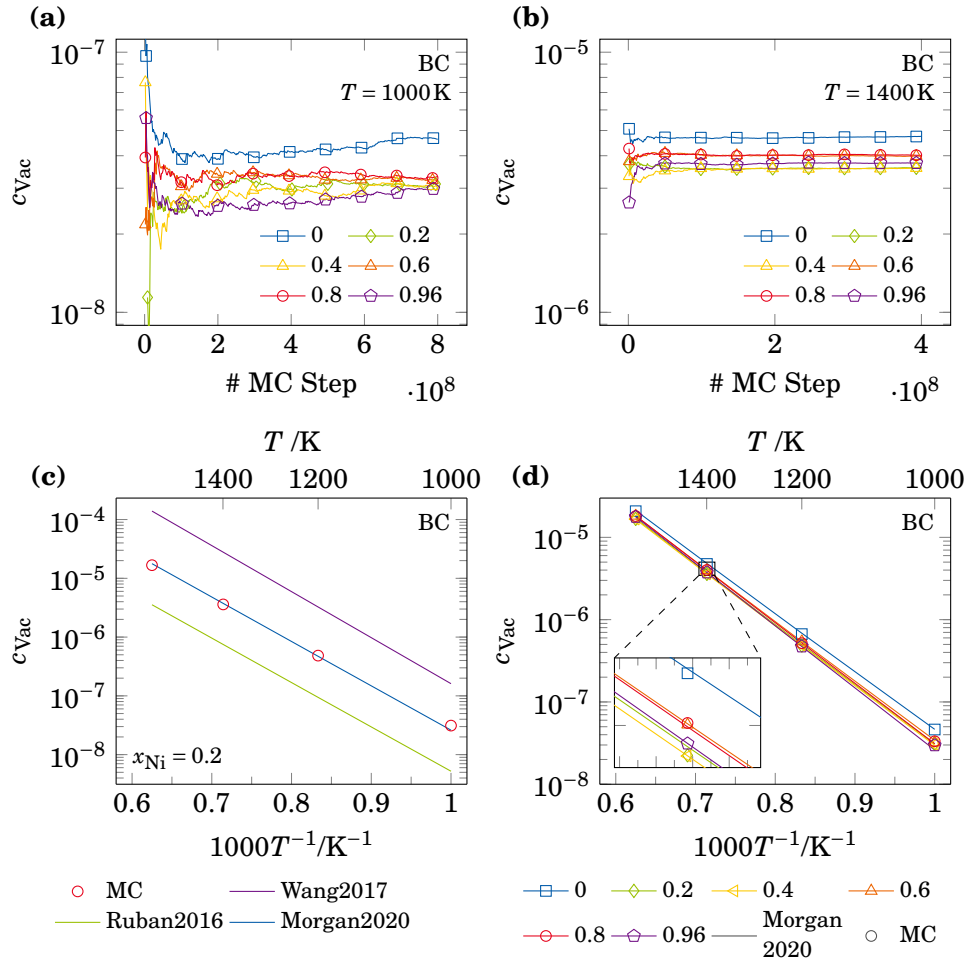 (a)
10⁻⁷
10⁻⁸
c_Vac
BC
T = 1000 K
0 0.2
0.4 0.6
0.8 0.96
0 2 4 6 8
# MC Step
·10⁸
(b)
10⁻⁵
10⁻⁶
c_Vac
BC
T = 1400 K
0 0.2
0.4 0.6
0.8 0.96
0 2 4
# MC Step
·10⁸
(c)
T /K
1400 1200 1000
10⁻⁴
10⁻⁵
10⁻⁶
10⁻⁷
10⁻⁸
c_Vac
BC
x_Ni = 0.2
0.6 0.7 0.8 0.9 1
1000T⁻¹/K⁻¹
MC Wang2017
Ruban2016 Morgan2020
(d)
T /K
1400 1200 1000
10⁻⁵
10⁻⁶
10⁻⁷
10⁻⁸
c_Vac
BC
0.6 0.7 0.8 0.9 1
1000T⁻¹/K⁻¹
0 0.2 0.4 0.6
0.8 0.96 Morgan MC
2020